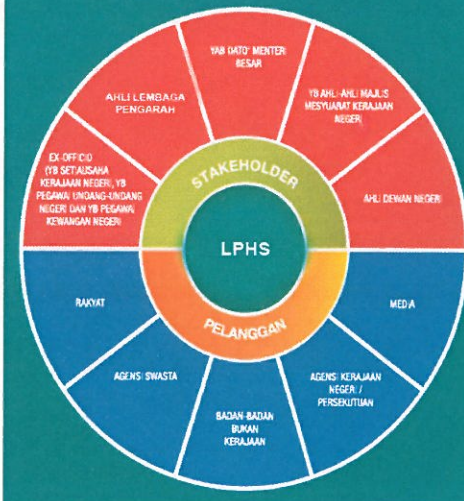 YAB DATO' MENTERI
BESAR
AHLI LEMBAGA
PENGARAH
YB AHLI-AHLI MAJLIS
MESYUARAT KERAJAAN
NEGERI
EX-OFFICIO
(YB SETIAUSAHA
KERAJAAN NEGERI, YB
PEGAWAI UNDANG-UNDANG
NEGERI DAN YB PEGAWAI
KEWANGAN NEGERI)
AHLI DEWAN NEGERI
STAKEHOLDER
LPHS
PELANGGAN
RAKYAT
MEDIA
AGENSI SWASTA
AGENSI KERAJAAN
NEGERI /
PERSEKUTUAN
BADAN-BADAN
BUKAN
KERAJAAN